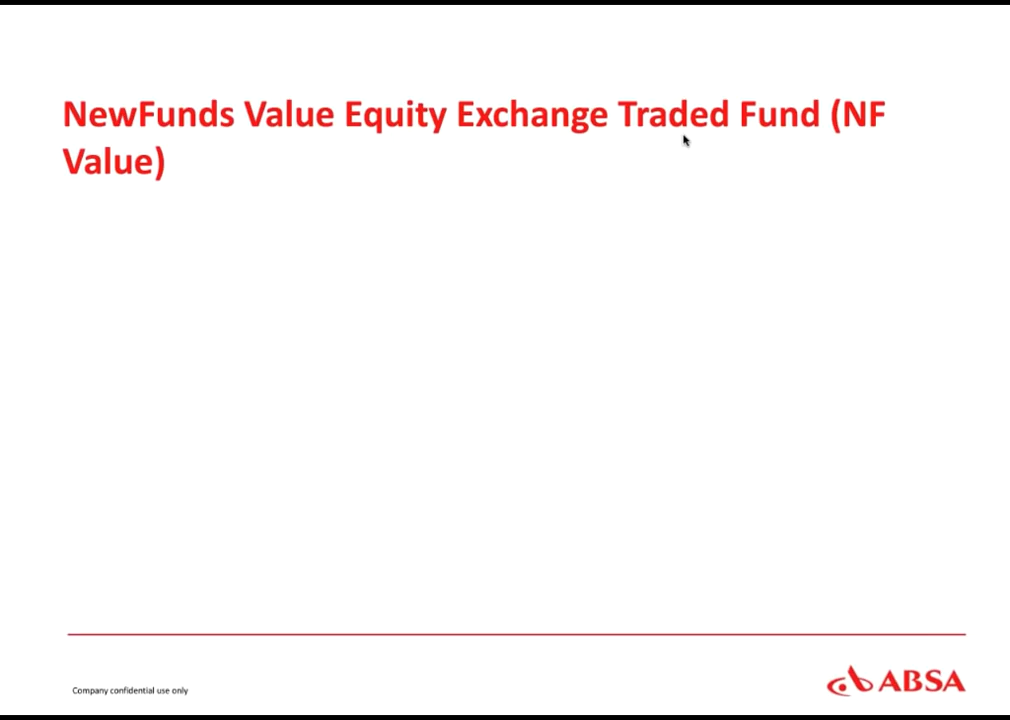 NewFunds Value Equity Exchange Traded Fund (NF
Value)
Company confidential use only
ABSA